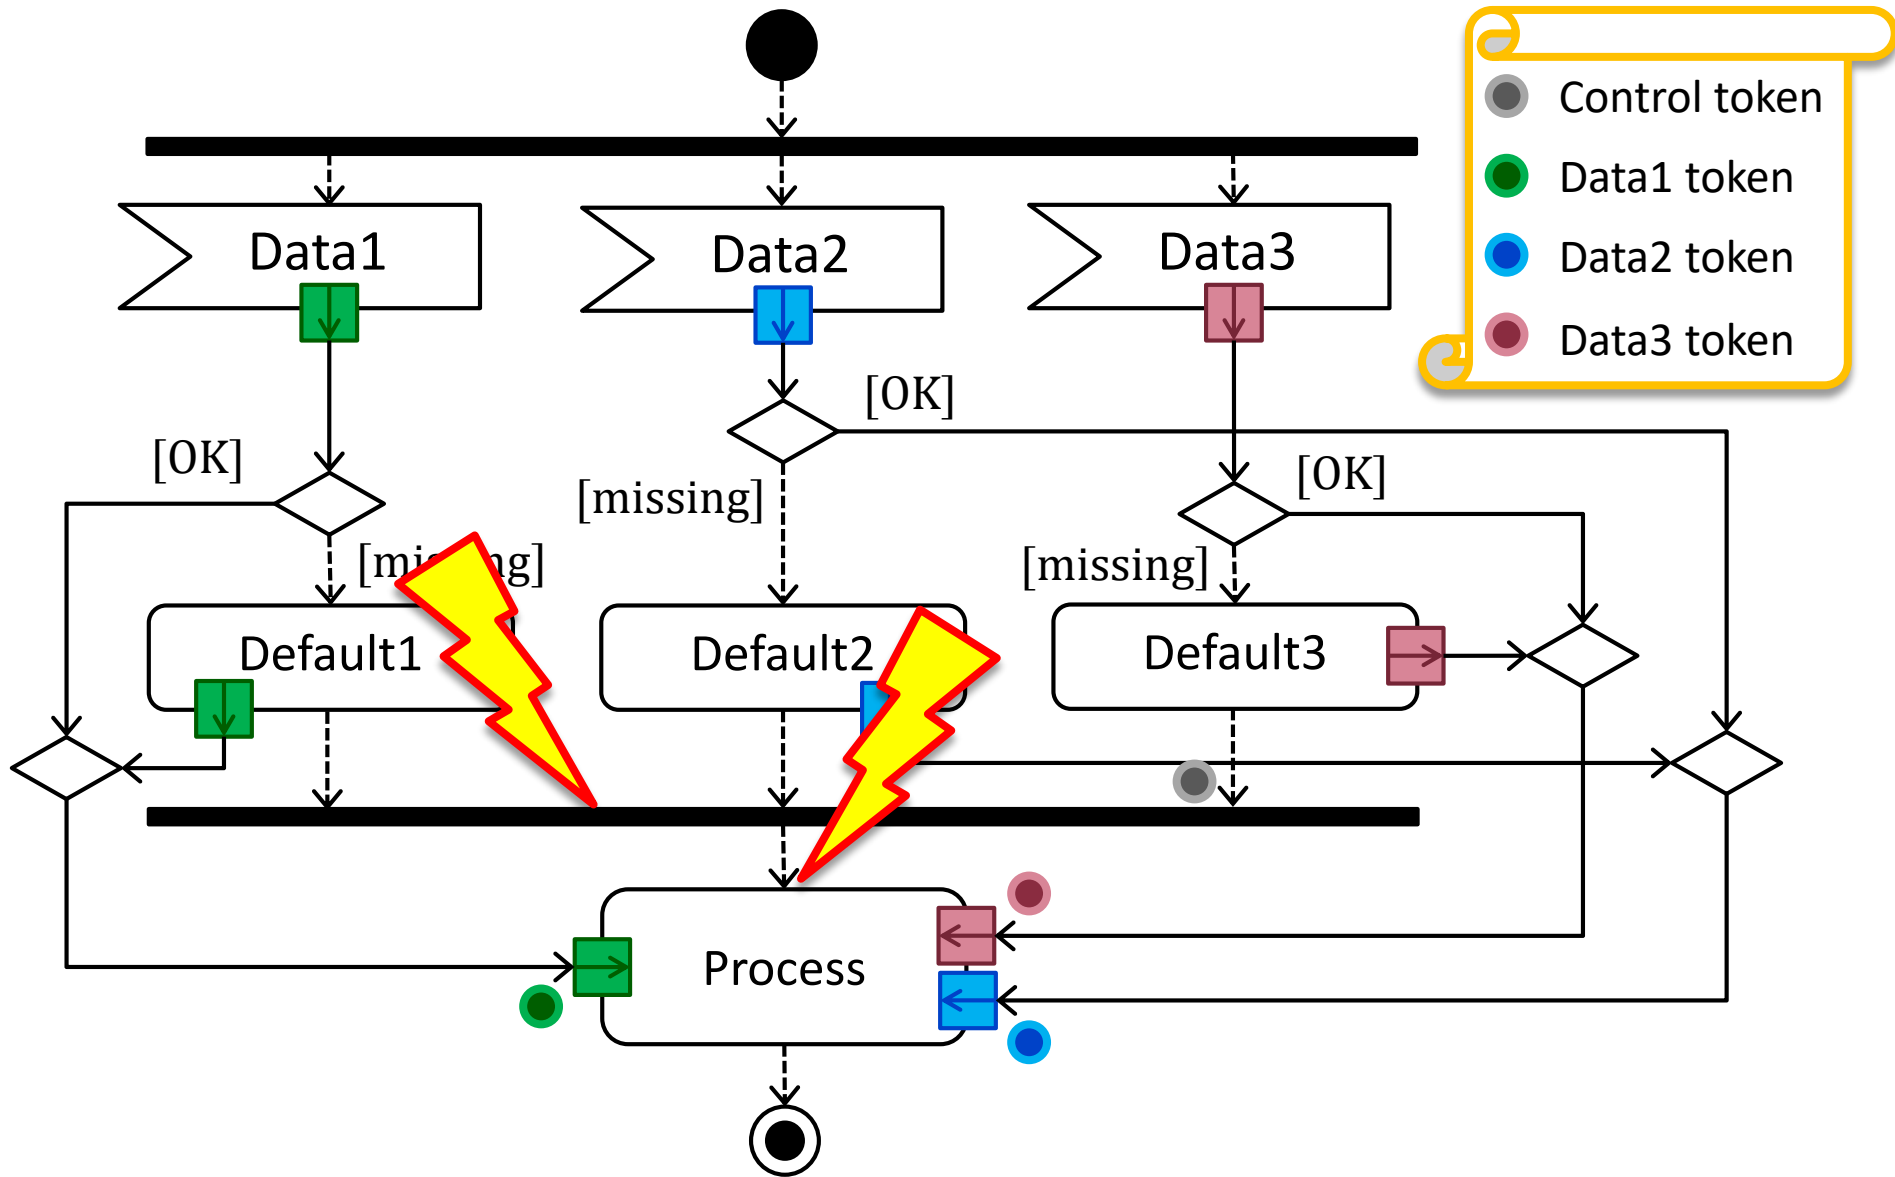 Control token
Data1 token
Data2 token
Data3 token
Data1
Data2
Data3
[OK]
[OK]
[OK]
[missing]
[missing]
Default1
Default2
Default3
Process